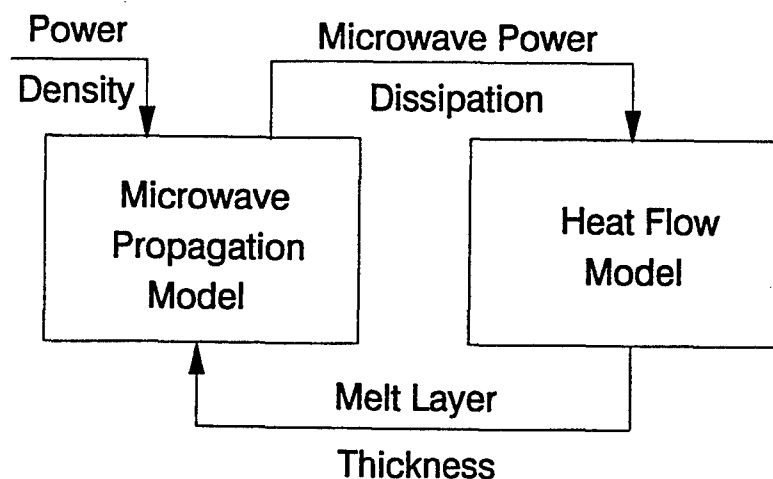 Power
Density
Microwave Power
Dissipation
Microwave
Propagation
Model
Heat Flow
Model
Melt Layer
Thickness